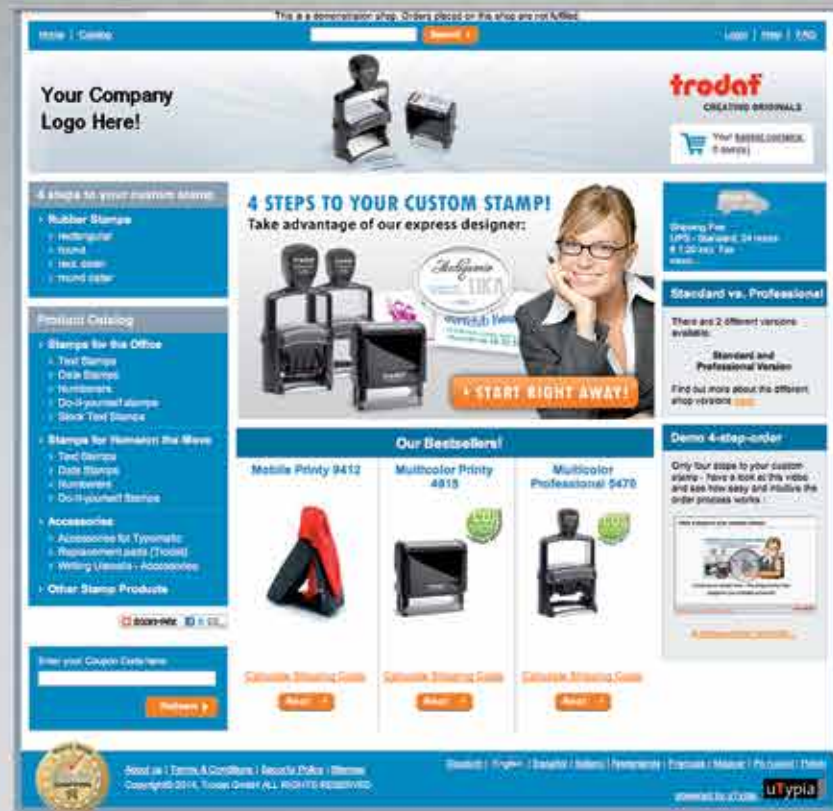 This is a demonstration shop. Orders placed on this shop are not fulfilled.
Home | Catalog
Search
Login | Help | FAQ
Your Company
Logo Here!
trodat
CREATING ORIGINALS
Your basket contains:
0 item(s)
4 steps to your custom stamp
Rubber Stamps
rectangular
round
text, dater
round dater
Product Catalog
Stamps for the Office
Text Stamps
Date Stamps
Numberers
Do-it-yourself stamps
Stock Text Stamps
Stamps for Home/on the Move
Text Stamps
Date Stamps
Numberers
Do-it-yourself Stamps
Accessories
Accessories for Typomatic
Replacement pads (Trodat)
Writing Utensils - Accessories
Other Stamp Products
Enter your Coupon Code here:
Redeem
4 STEPS TO YOUR CUSTOM STAMP!
Take advantage of our express designer:
START RIGHT AWAY!
Our Bestsellers!
Mobile Printy 9412
Calculate Shipping Costs
Next
Multicolor Printy
4915
Calculate Shipping Costs
Next
Multicolor
Professional 5470
Calculate Shipping Costs
Next
Shipping Fee
UPS - Standard, 24 hours
Standard vs. Professional
There are 2 different versions
available:
Standard and
Professional Version
Find out more about the different
shop versions here
Demo 4-step-order
Only four steps to your custom
stamp - have a look at this video
and see how easy and intuitive the
order process works.
About us | Terms & Conditions | Security Policy | Sitemap
Copyright© 2014, Trodat GmbH ALL RIGHTS RESERVED
Deutsch | English | Español | Italiano | Nederlands | Français | Magyar
powered by uTypia
uTypia